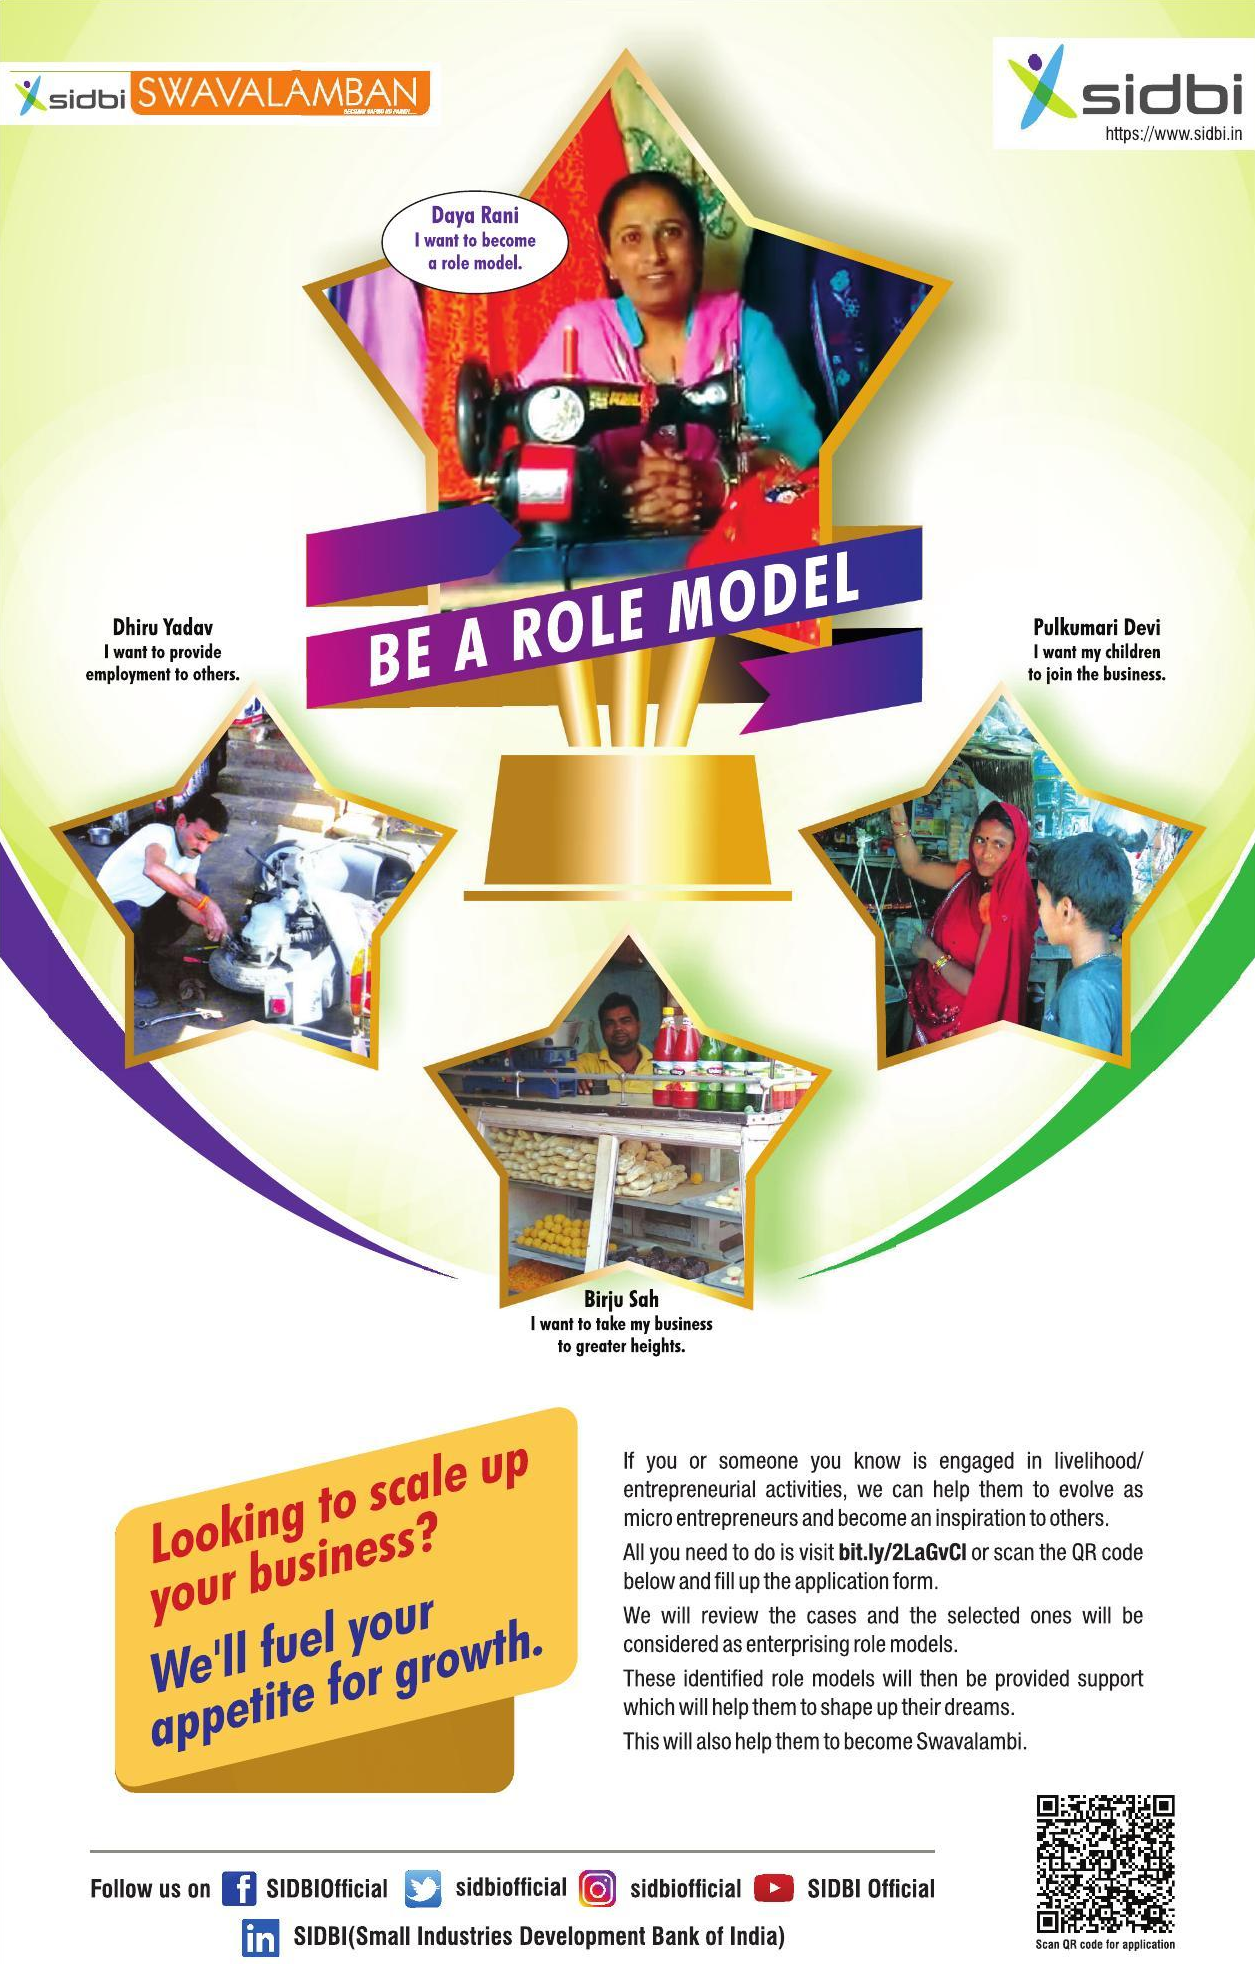 sidbi SWAVALAMBAN
sidbi
https://www.sidbi.in
Daya Rani
I want to become
a role model.
BE A ROLE MODEL
Dhiru Yadav
I want to provide
employment to others.
Pulkumari Devi
I want my children
to join the business.
Birju Sah
I want to take my business
to greater heights.
Looking to scale up
your business?
We'll fuel your
appetite for growth.
If you or someone you know is engaged in livelihood/
entrepreneurial activities, we can help them to evolve as
micro entrepreneurs and become an inspiration to others.
All you need to do is visit bit.ly/2LaGvCl or scan the QR code
below and fill up the application form.
We will review the cases and the selected ones will be
considered as enterprising role models.
These identified role models will then be provided support
which will help them to shape up their dreams.
This will also help them to become Swavalambi.
Scan QR code for application
Follow us on SIDBIOfficial sidbiofficial sidbiofficial SIDBI Official
SIDBI(Small Industries Development Bank of India)